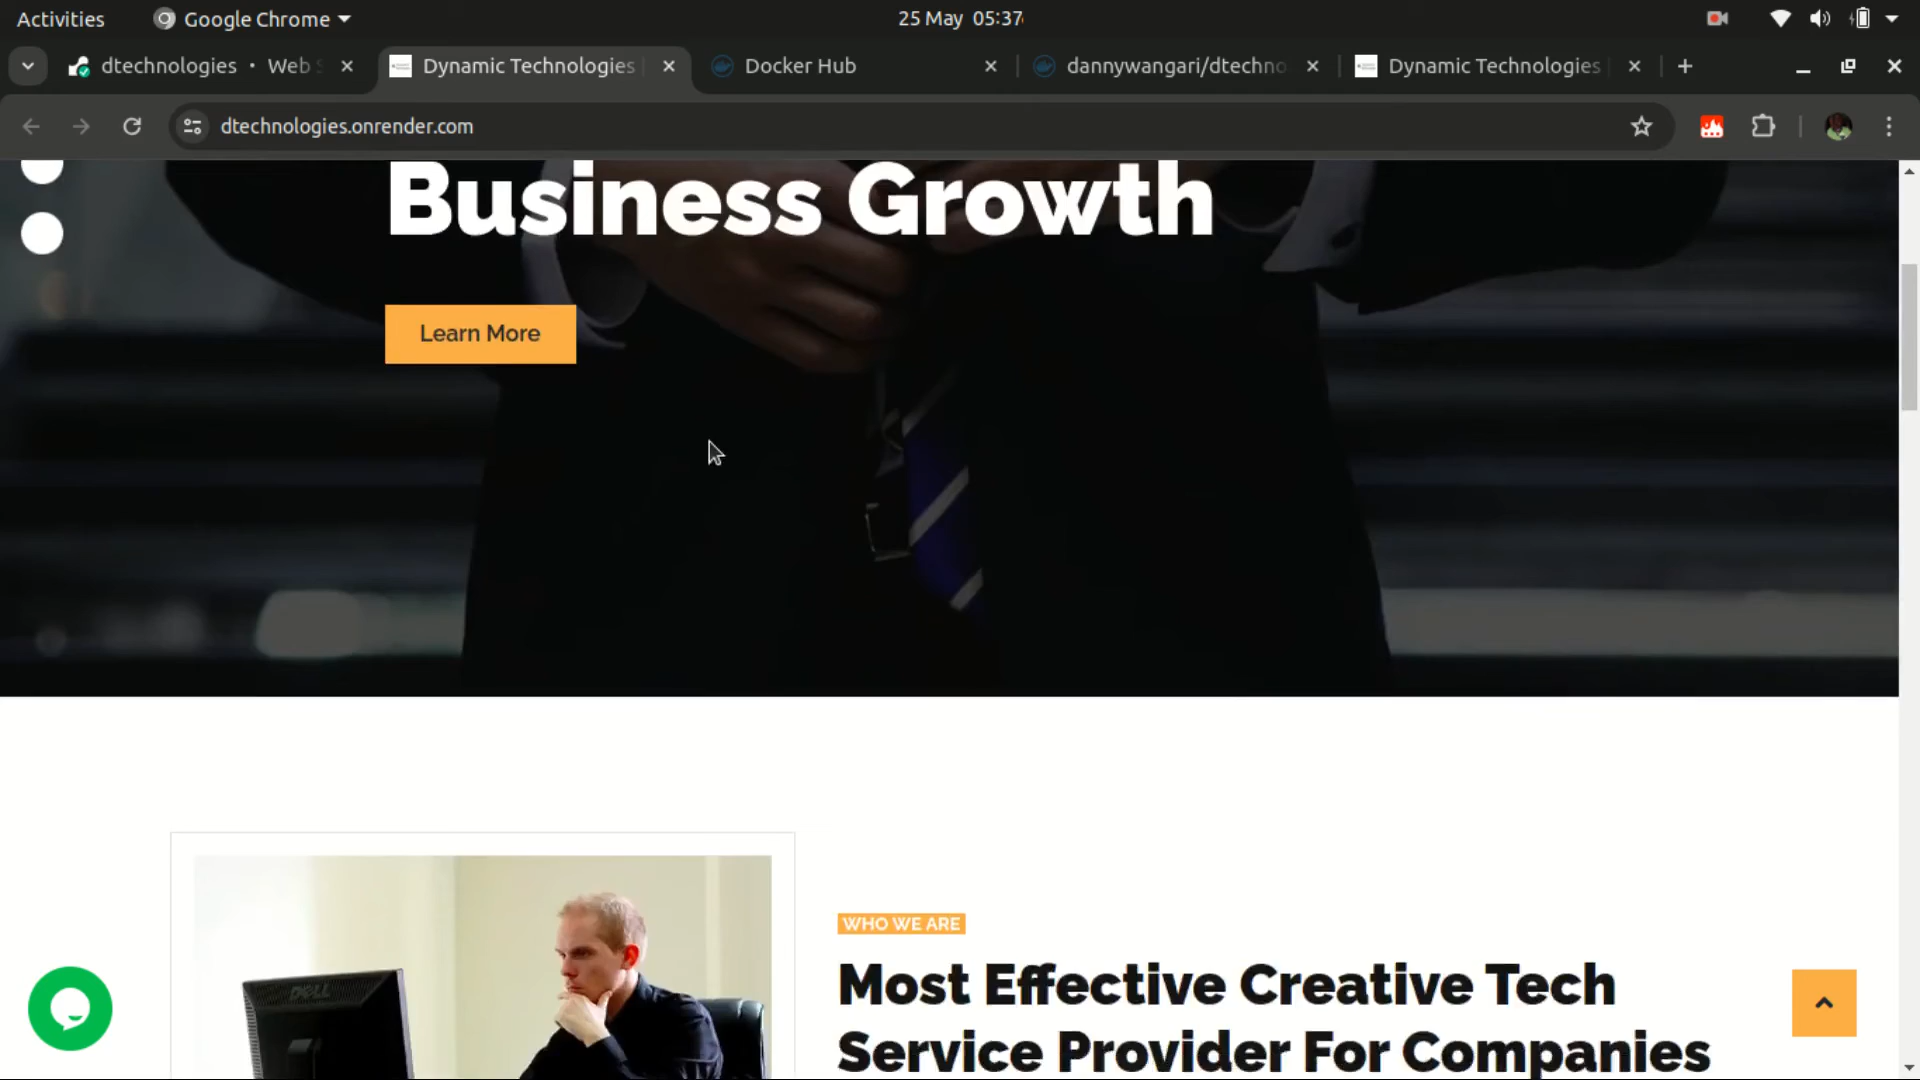 Activities Google Chrome 25 May 05:37
dtechnologies • Web S Dynamic Technologies Docker Hub dannywangari/dtechno Dynamic Technologies
dtechnologies.onrender.com
Business Growth
Learn More
DELL
WHO WE ARE
Most Effective Creative Tech
Service Provider For Companies